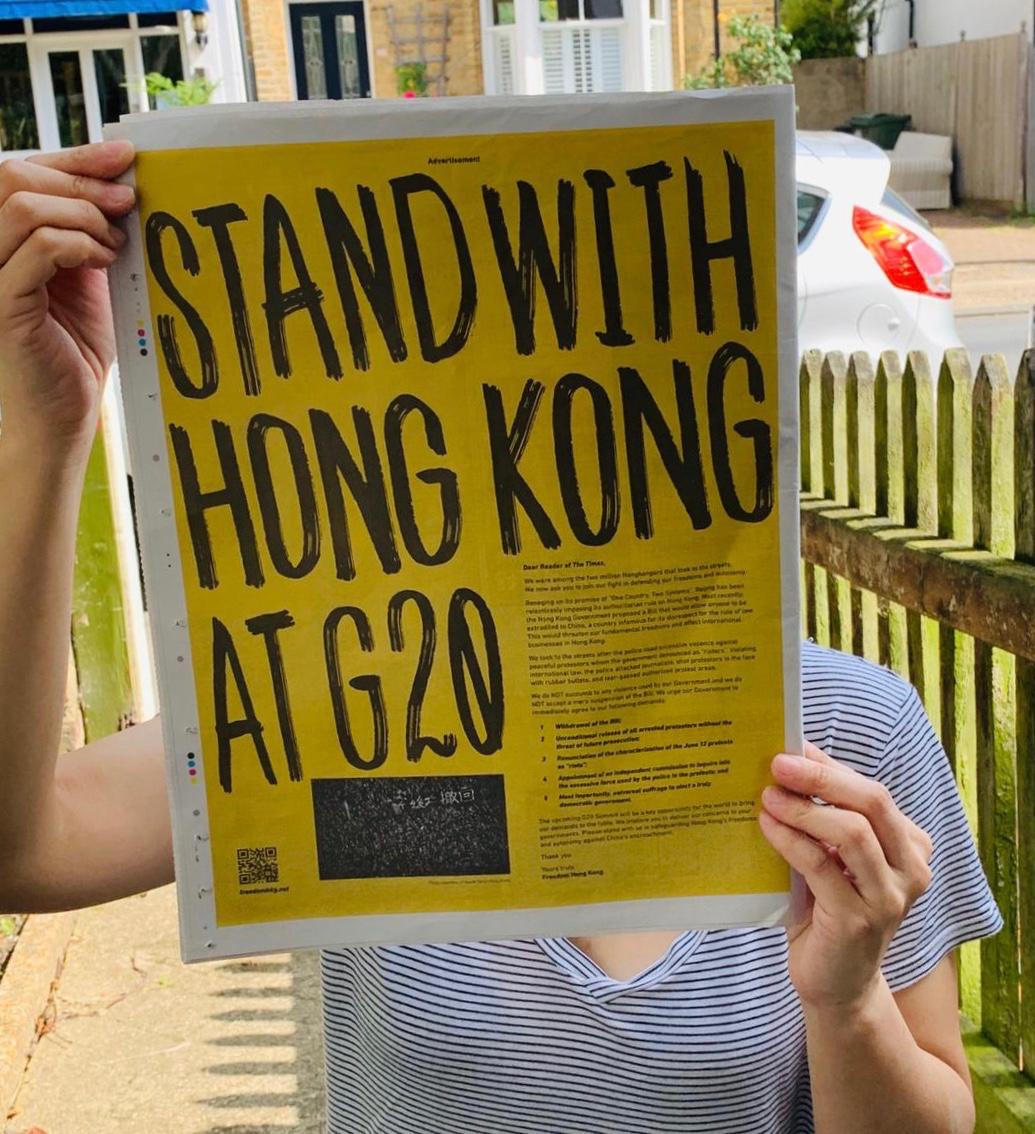 Advertisement
STAND WITH
HONG KONG
AT G20
Dear Reader of The Times,
We were among the two million Hongkongers that took to the streets.
We now ask you to join our fight in defending our freedoms and autonomy.
Reneging on its promise of "One Country, Two Systems", Beijing has been
relentlessly imposing its authoritarian rule on Hong Kong. Most recently,
the Hong Kong Government proposed a Bill that would allow anyone to be
extradited to China, a country infamous for its disrespect for the rule of law.
This would threaten our fundamental freedoms and affect international
businesses in Hong Kong.
We took to the streets after the police used excessive violence against
peaceful protestors whom the government denounced as "rioters". Violating
international law, the police attacked journalists, shot protestors in the face
with rubber bullets, and tear-gassed authorised protest areas.
We do NOT succumb to any violence used by our Government and we do
NOT accept a mere suspension of the Bill. We urge our Government to
immediately agree to our following demands:
1 Withdrawal of the Bill;
2 Unconditional release of all arrested protestors without the
threat of future prosecution;
3 Renunciation of the characterization of the June 12 protests
as "riots";
4 Appointment of an independent commission to inquire into
the excessive force used by the police in the protests; and
5 Most importantly, universal suffrage to elect a truly
democratic government.
The upcoming G20 Summit will be a key opportunity for the world to bring
our demands to the table. We implore you to deliver our concerns to your
governments. Please stand with us in safeguarding Hong Kong's freedoms
and autonomy against China's encroachment.
Thank you
Yours truly,
Freedom Hong Kong
撤回
freedomhkg.net